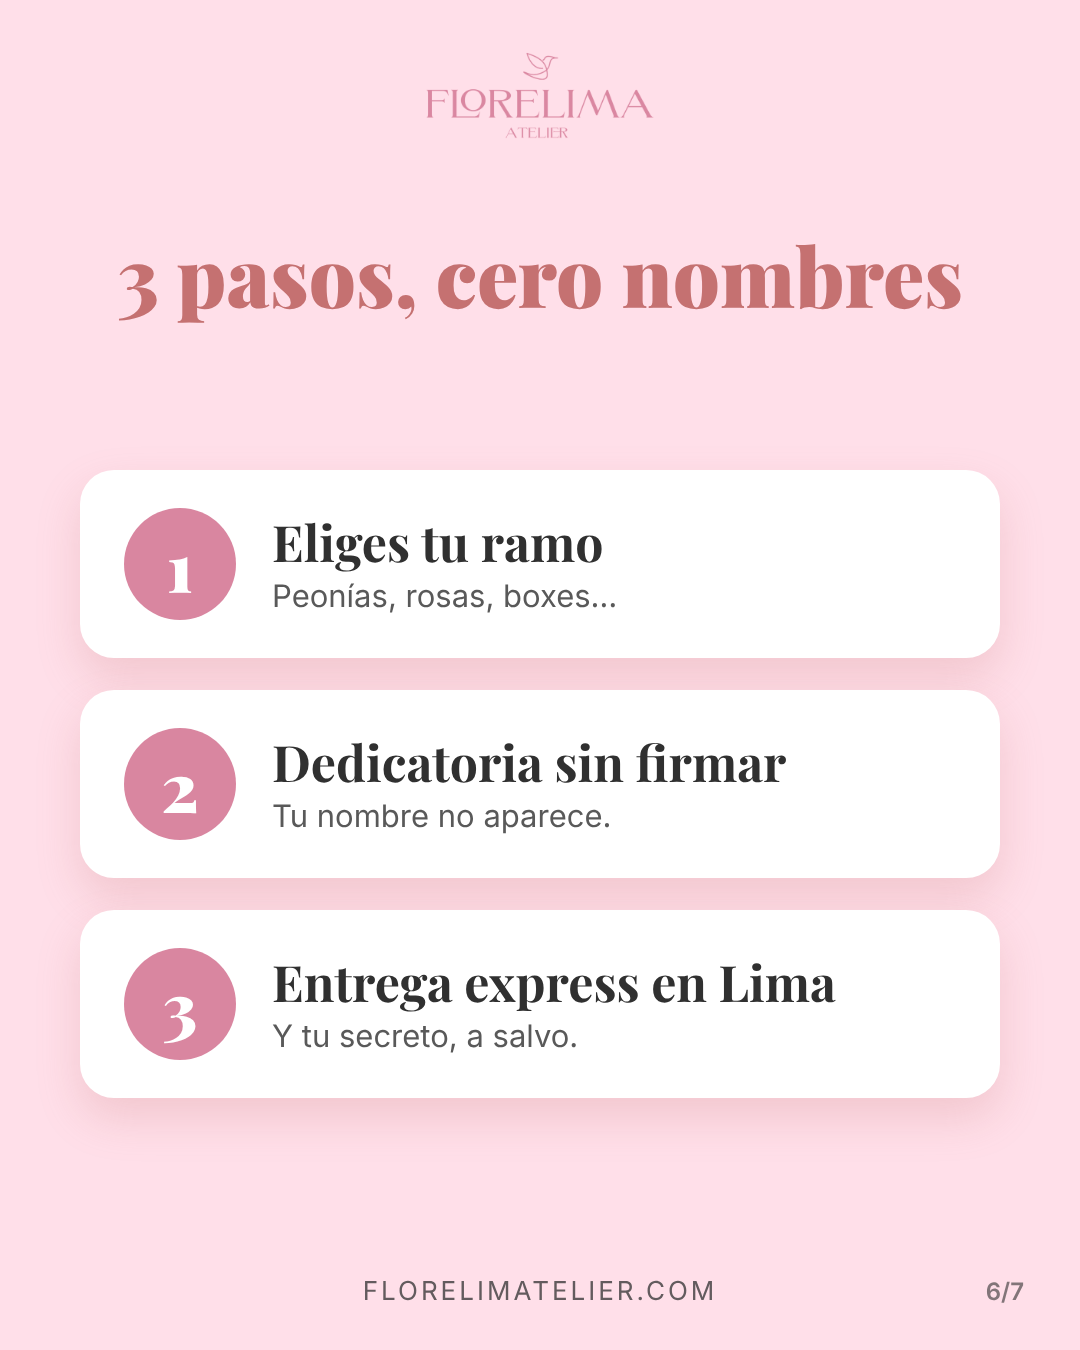 FLORELIMA
ATELIER
3 pasos, cero nombres
1
Eliges tu ramo
Peonías, rosas, boxes...
2
Dedicatoria sin firmar
Tu nombre no aparece.
3
Entrega express en Lima
Y tu secreto, a salvo.
FLORELIMATELIER.COM
6/7